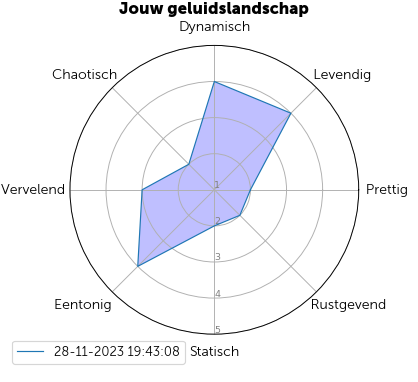 Jouw geluidslandschap
Dynamisch
Chaotisch
Levendig
Vervelend
1
Prettig
2
3
4
Eentonig
Rustgevend
5
28-11-2023 19:43:08
Statisch